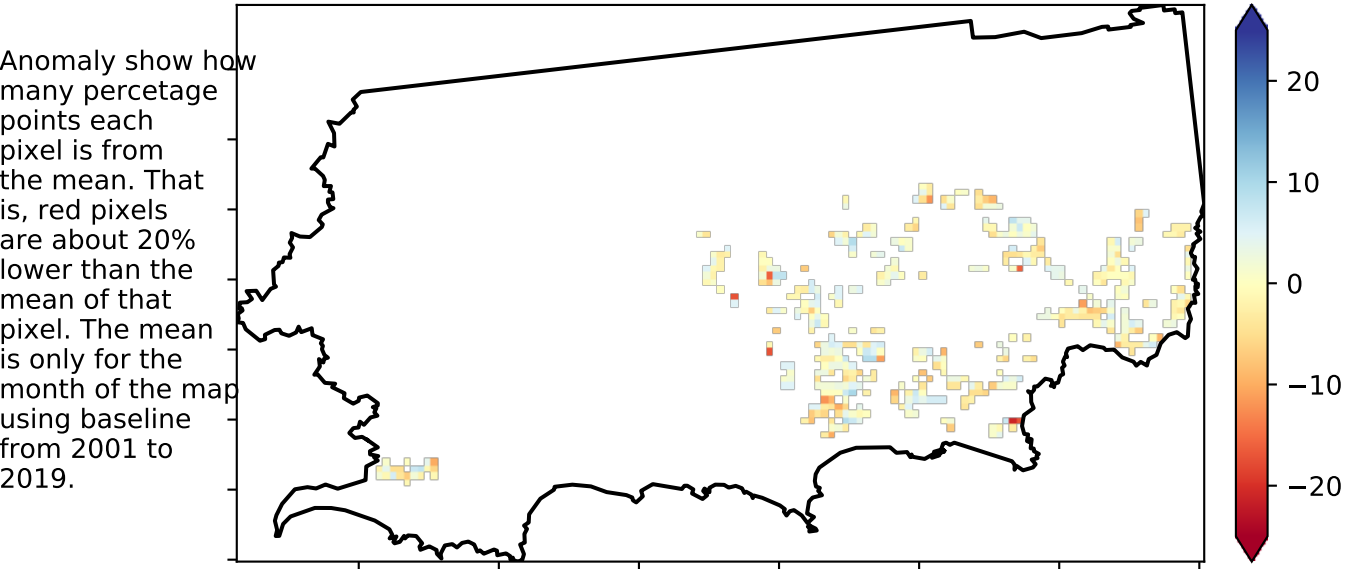 Anomaly show how
many percetage
points each
pixel is from
the mean. That
is, red pixels
are about 20%
lower than the
mean of that
pixel. The mean
is only for the
month of the map
using baseline
from 2001 to
2019.
20
10
0
−10
−20